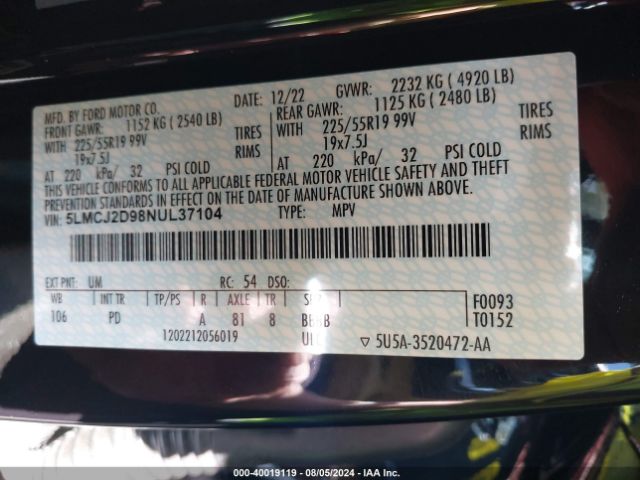 MFD. BY FORD MOTOR CO.
DATE: 12/22 GVWR: 2232 KG ( 4920 LB)
FRONT GAWR: 1152 KG ( 2540 LB) REAR GAWR: 1125 KG ( 2480 LB)
WITH 225/55R19 99V TIRES WITH 225/55R19 99V TIRES
19x7.5J RIMS 19x7.5J RIMS
AT 220 kPa/ 32 PSI COLD AT 220 kPa/ 32 PSI COLD
THIS VEHICLE CONFORMS TO ALL APPLICABLE FEDERAL MOTOR VEHICLE SAFETY AND THEFT
PREVENTION STANDARDS IN EFFECT ON THE DATE OF MANUFACTURE SHOWN ABOVE.
VIN: 5LMCJ2D98NUL37104 TYPE: MPV
EXT PNT: UM RC: 54 DSO:
WB INT TR TP/PS R AXLE TR F0093
106 PD A 81 8 T0152
1202212056019 5U5A-3520472-AA
000-40019119 - 08/05/2024 - IAA Inc.